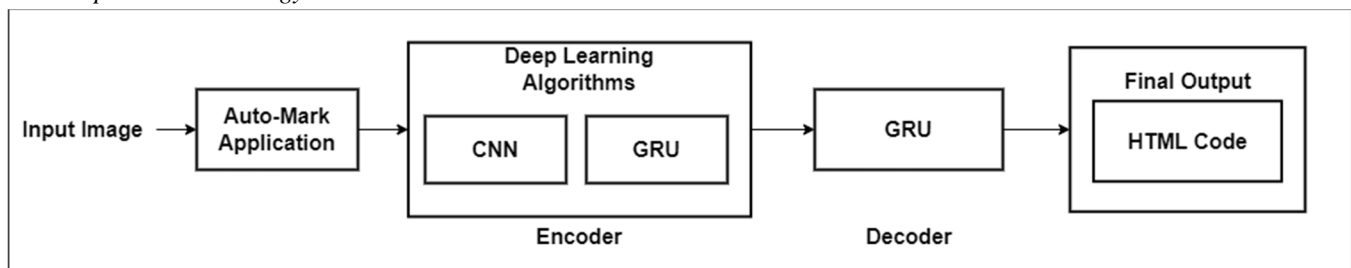 Input Image
Auto-Mark
Application
Deep Learning
Algorithms
CNN
GRU
Encoder
GRU
Decoder
Final Output
HTML Code